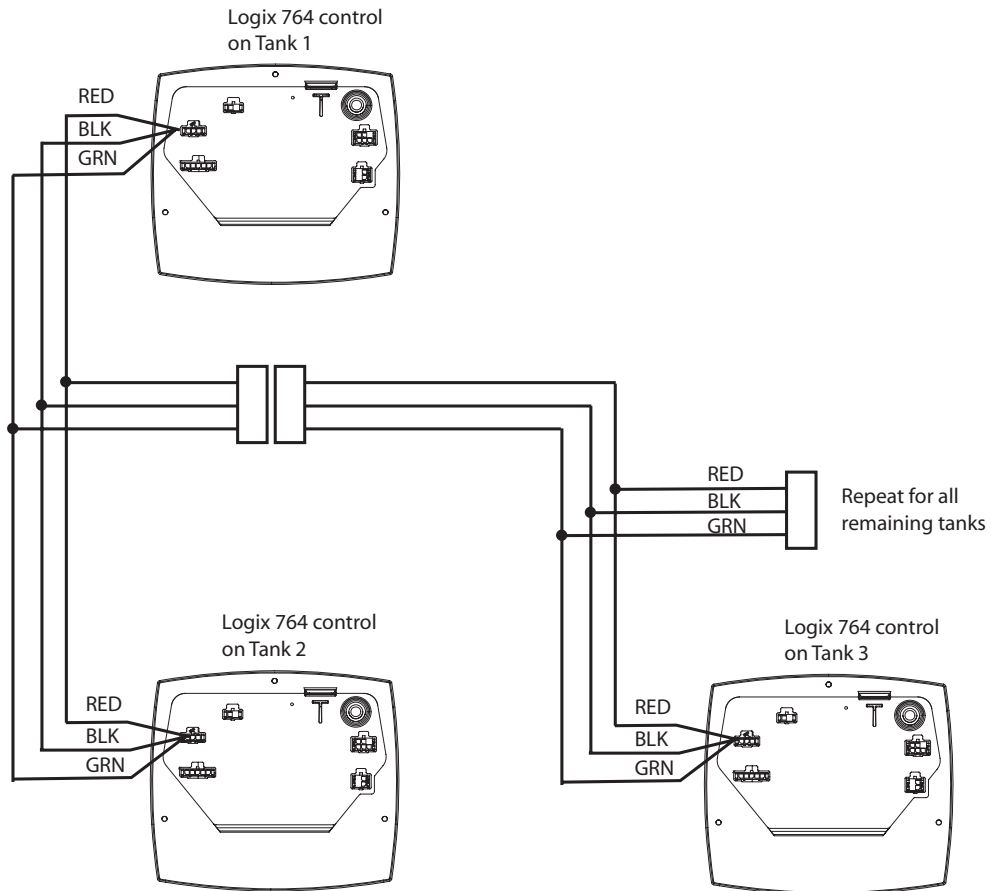 Logix 764 control
on Tank 1
RED
BLK
GRN
RED
BLK
GRN
Repeat for all
remaining tanks
Logix 764 control
on Tank 2
RED
BLK
GRN
Logix 764 control
on Tank 3
RED
BLK
GRN